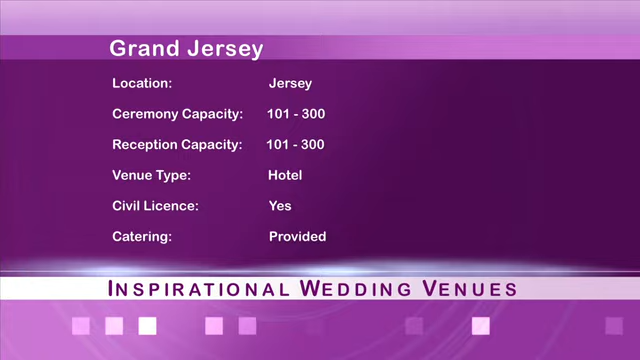 Grand Jersey
Location: Jersey
Ceremony Capacity: 101 - 300
Reception Capacity: 101 - 300
Venue Type: Hotel
Civil Licence: Yes
Catering: Provided
INSPIRATIONAL WEDDING VENUES